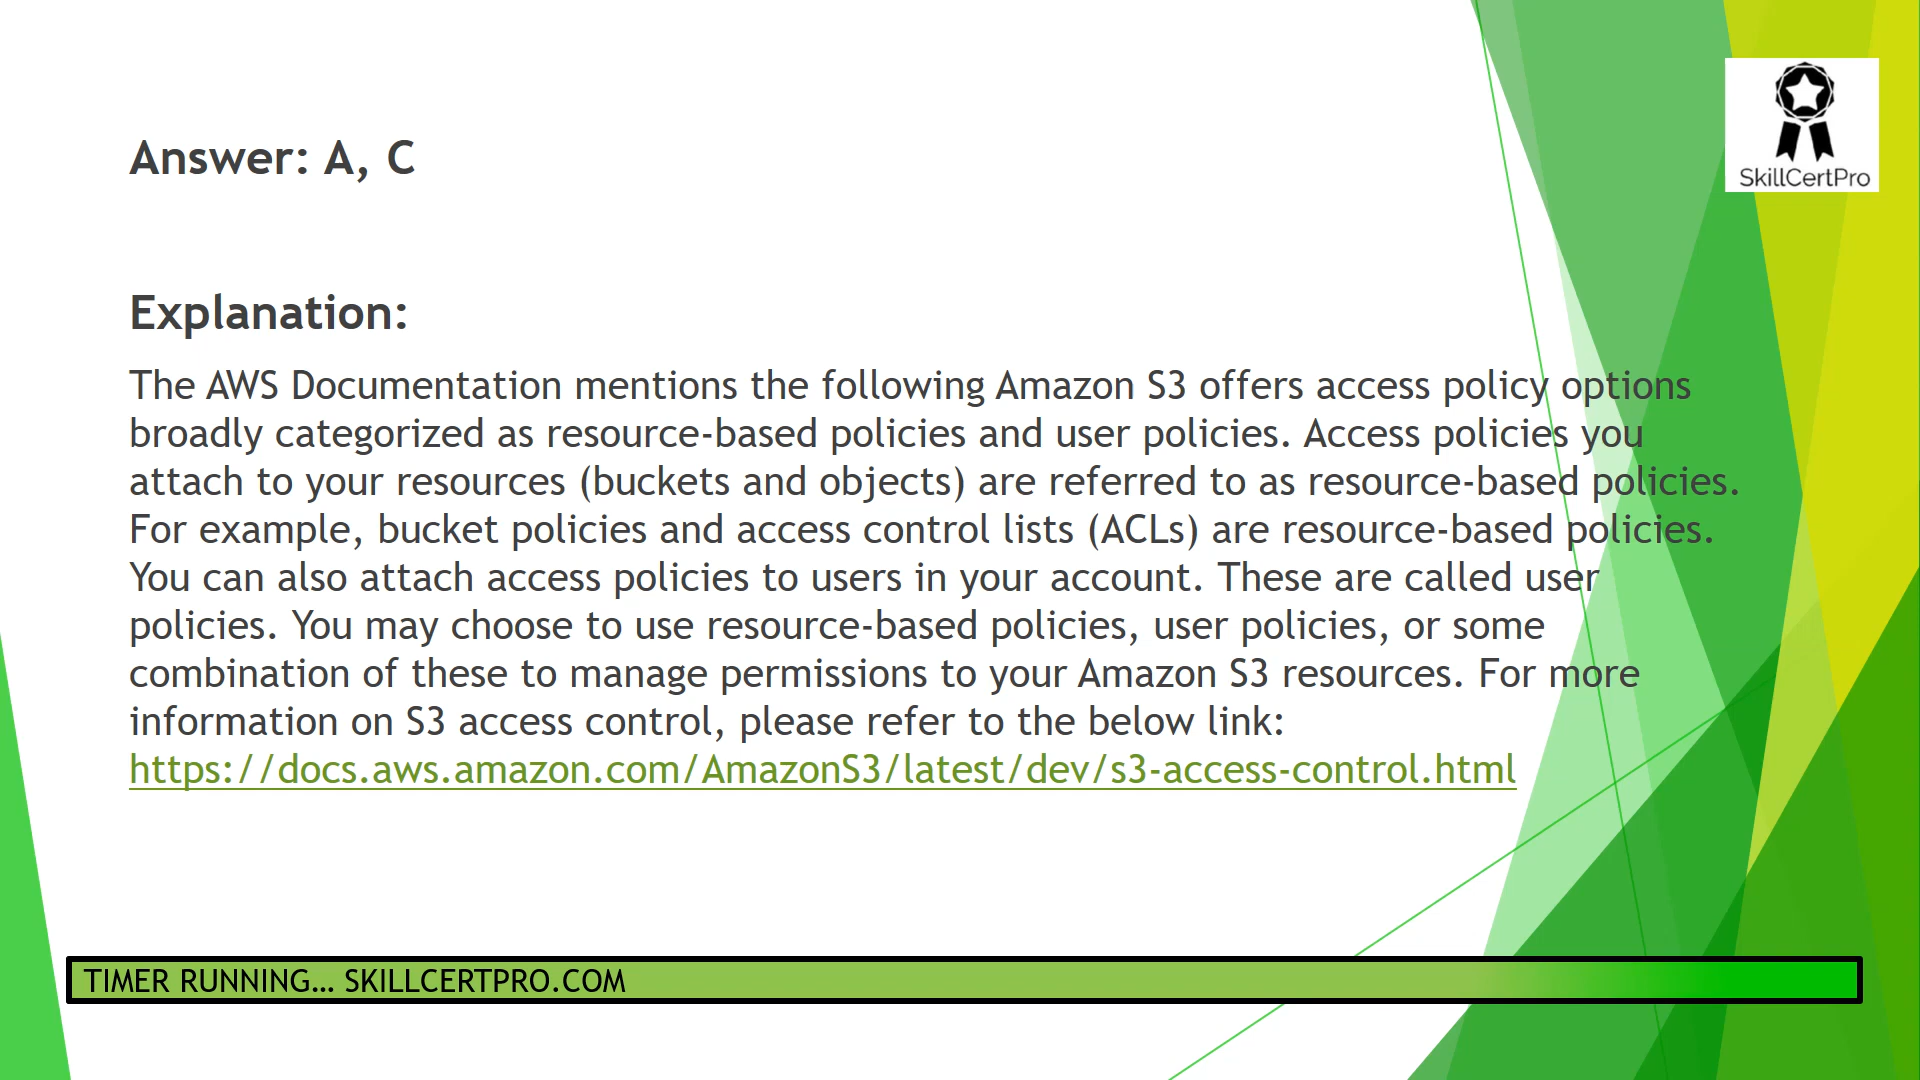 SkillCertPro
Answer: A, C
Explanation:
The AWS Documentation mentions the following Amazon S3 offers access policy options
broadly categorized as resource-based policies and user policies. Access policies you
attach to your resources (buckets and objects) are referred to as resource-based policies.
For example, bucket policies and access control lists (ACLs) are resource-based policies.
You can also attach access policies to users in your account. These are called user
policies. You may choose to use resource-based policies, user policies, or some
combination of these to manage permissions to your Amazon S3 resources. For more
information on S3 access control, please refer to the below link:
https://docs.aws.amazon.com/AmazonS3/latest/dev/s3-access-control.html
TIMER RUNNING... SKILLCERTPRO.COM